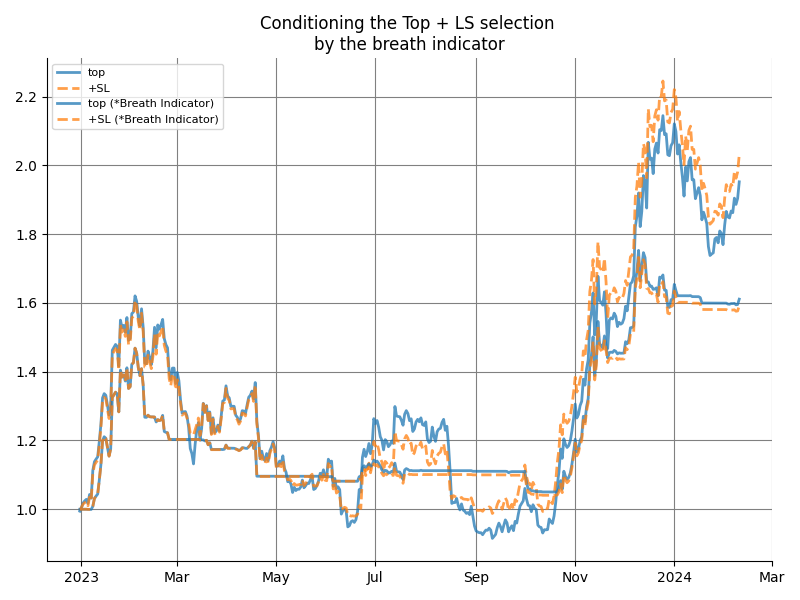 Conditioning the Top + LS selection
by the breath indicator
top
+SL
top (*Breath Indicator)
+SL (*Breath Indicator)
2.2
2.0
1.8
1.6
1.4
1.2
1.0
2023 Mar May Jul Sep Nov 2024 Mar